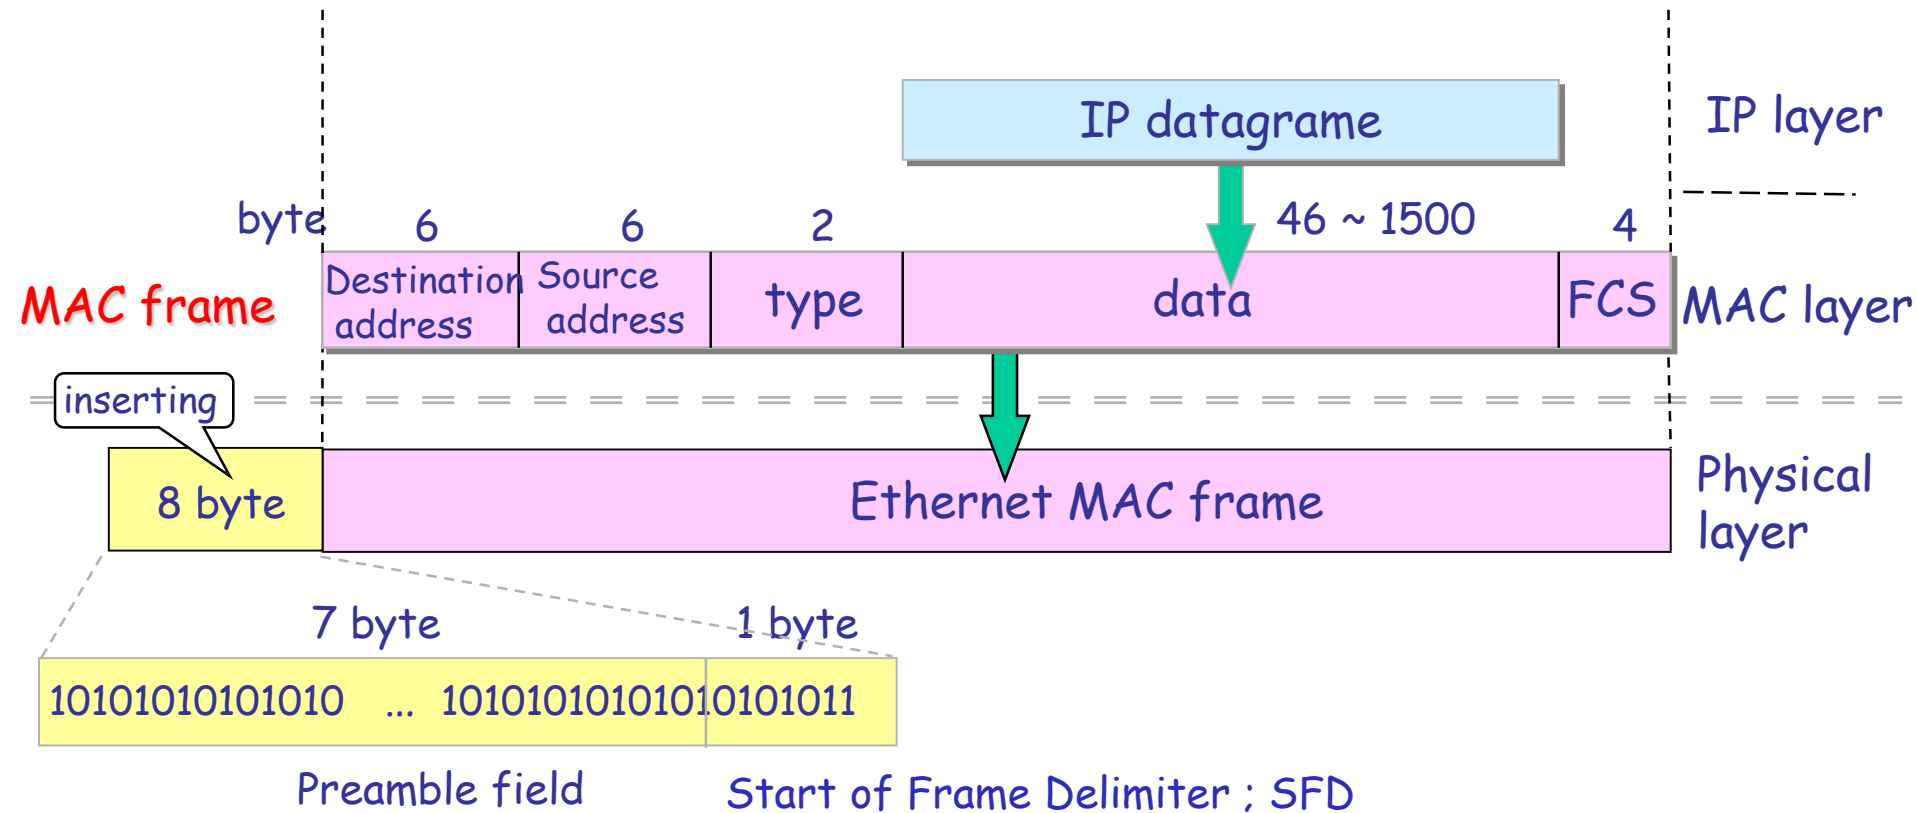 IP datagrame
IP layer
byte
6
6
2
46 ~ 1500
4
MAC frame
Destination
address
Source
address
type
data
FCS
MAC layer
inserting
8 byte
Ethernet MAC frame
Physical
layer
7 byte
1 byte
10101010101010 ... 10101010101010101011
Preamble field
Start of Frame Delimiter ; SFD